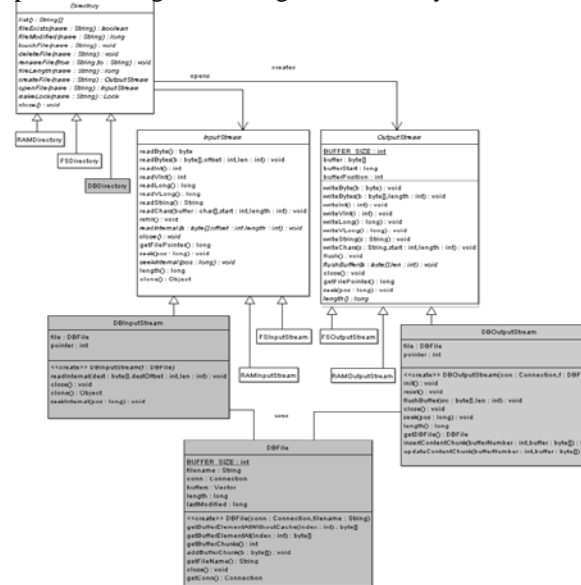 Directory
list() : String[]
fileExists(name : String) : boolean
fileModified(name : String) : long
touchFile(name : String) : void
deleteFile(name : String) : void
renameFile(from : String,to : String) : void
fileLength(name : String) : long
createFile(name : String) : OutputStream
openFile(name : String) : InputStream
makeLock(name : String) : Lock
close() : void
creates
opens
RAMDirectory
FSDirectory
DBDirectory
InputStream
readByte() : byte
readBytes(b : byte[],offset : int,len : int) : void
readInt() : int
readVInt() : int
readLong() : long
readVLong() : long
readString() : String
readChars(buffer : char[],start : int,length : int) : void
refill() : void
readInternal(b : byte[],offset : int,length : int) : void
close() : void
getFilePointer() : long
seek(pos : long) : void
seekInternal(pos : long) : void
length() : long
clone() : Object
OutputStream
BUFFER_SIZE : int
buffer : byte[]
bufferStart : long
bufferPosition : int
writeByte(b : byte) : void
writeBytes(b : byte[],length : int) : void
writeInt(i : int) : void
writeVInt(i : int) : void
writeLong(i : long) : void
writeVLong(i : long) : void
writeString(s : String) : void
writeChars(s : String,start : int,length : int) : void
flush() : void
flushBuffer(b : byte[],len : int) : void
close() : void
getFilePointer() : long
seek(pos : long) : void
length() : long
FSInputStream
RAMInputStream
FSOutputStream
RAMOutputStream
DBInputStream
file : DBFile
pointer : int
<<create>> DBInputStream(f : DBFile)
readInternal(dest : byte[],destOffset : int,len : int) : void
close() : void
clone() : Object
seekInternal(pos : long) : void
DBOutputStream
file : DBFile
pointer : int
<<create>> DBOutputStream(con : Connection,f : DBF
init() : void
reset() : void
flushBuffer(src : byte[],len : int) : void
close() : void
seek(pos : long) : void
length() : long
getDBFile() : DBFile
insertContentChunk(bufferNumber : int,buffer : byte[]) :
updateContentChunk(bufferNumber : int,buffer : byte[])
uses
DBFile
BUFFER_SIZE : int
filename : String
conn : Connection
buffers : Vector
length : long
lastModified : long
<<create>> DBFile(conn : Connection,filename : String)
getBufferElementAtWithoutCache(index : int) : byte[]
getBufferElementAt(index : int) : byte[]
getBufferChunks() : int
addBufferChunk(b : byte[]) : void
getFileName() : String
close() : void
getConn() : Connection